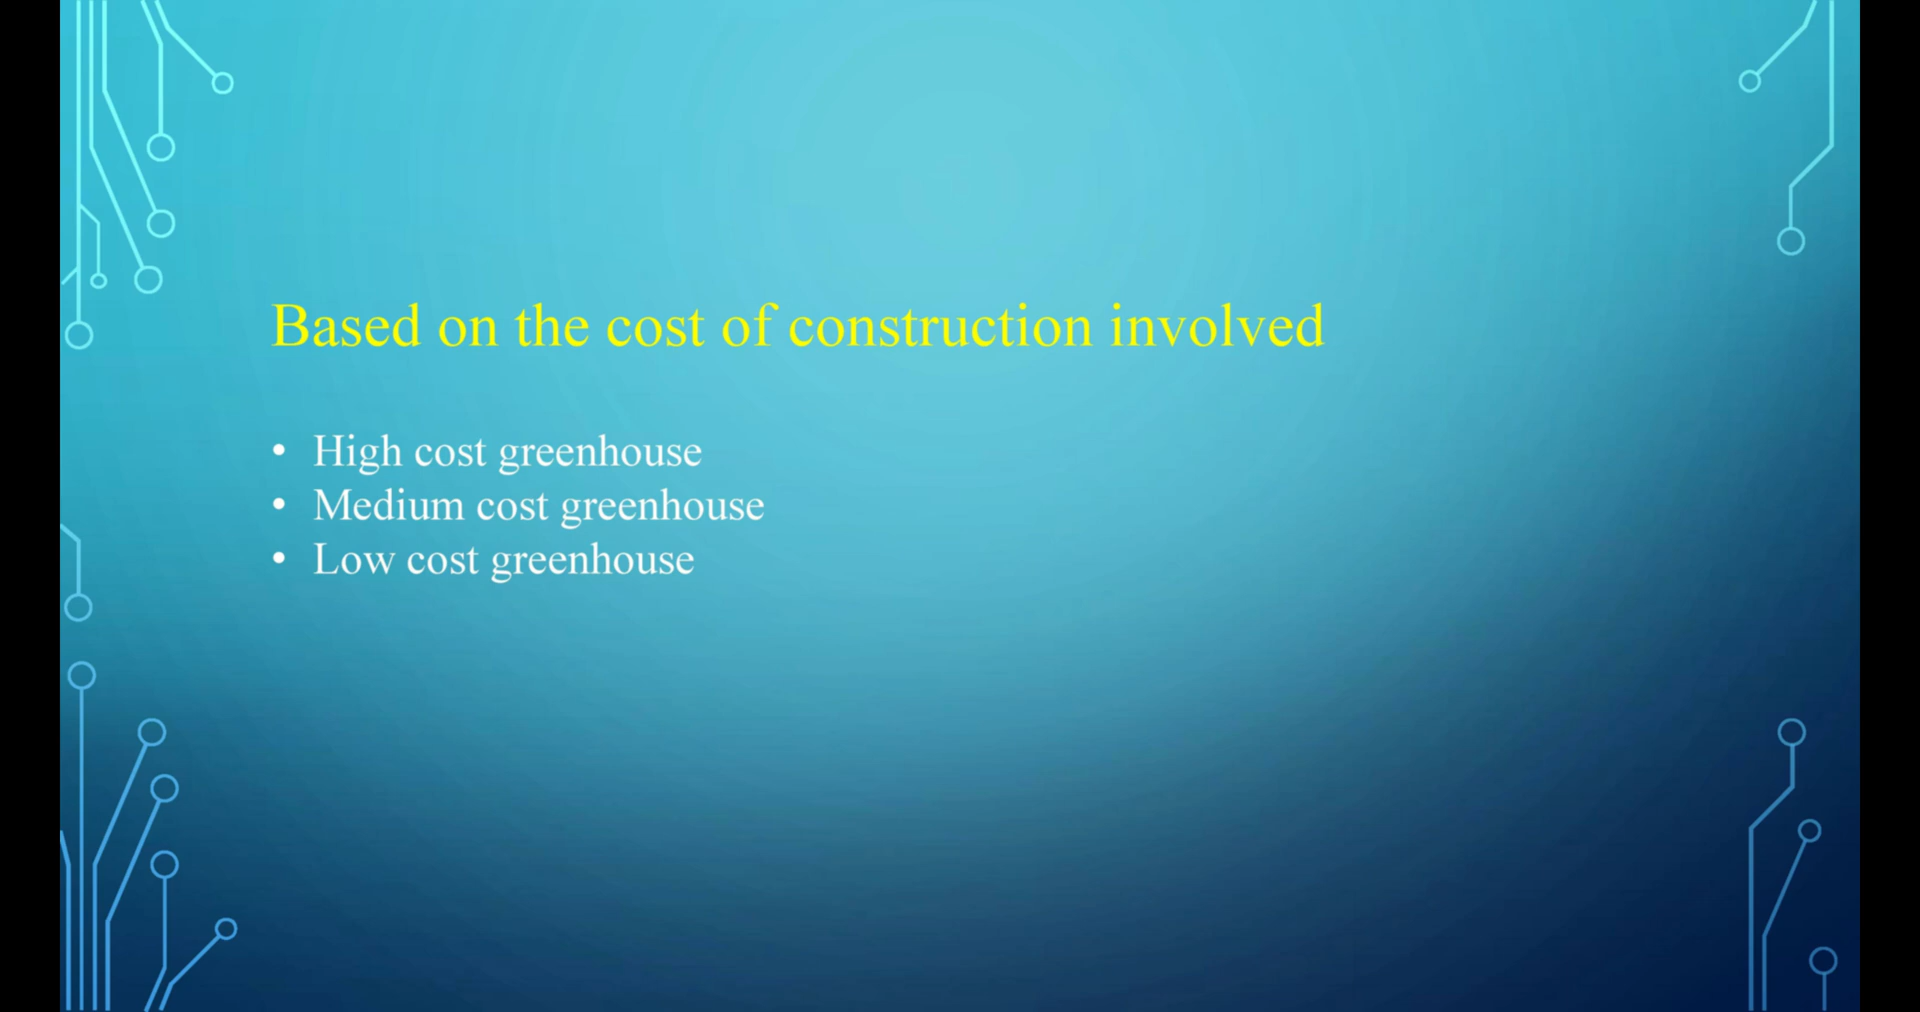 Based on the cost of construction involved
• High cost greenhouse
• Medium cost greenhouse
• Low cost greenhouse